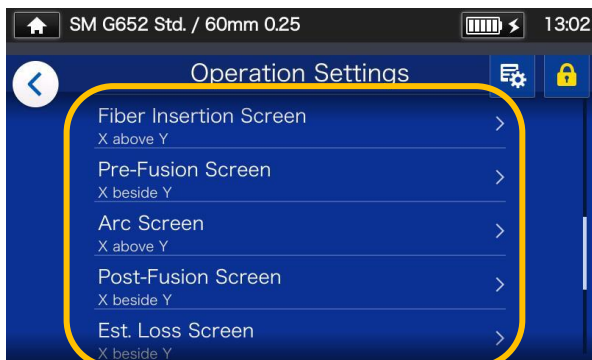 SM G652 Std. / 60mm 0.25
13:02
Operation Settings
Fiber Insertion Screen
X above Y
Pre-Fusion Screen
X beside Y
Arc Screen
X above Y
Post-Fusion Screen
X beside Y
Est. Loss Screen
X beside Y